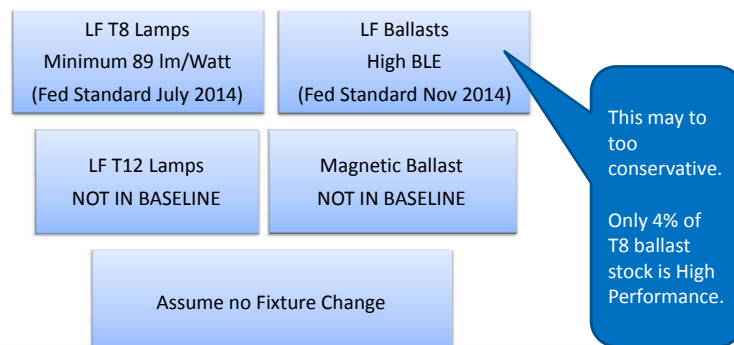 LF T8 Lamps
Minimum 89 lm/Watt
(Fed Standard July 2014)
LF Ballasts
High BLE
(Fed Standard Nov 2014)
This may to
too
conservative.
Only 4% of
T8 ballast
stock is High
Performance.
LF T12 Lamps
NOT IN BASELINE
Magnetic Ballast
NOT IN BASELINE
Assume no Fixture Change